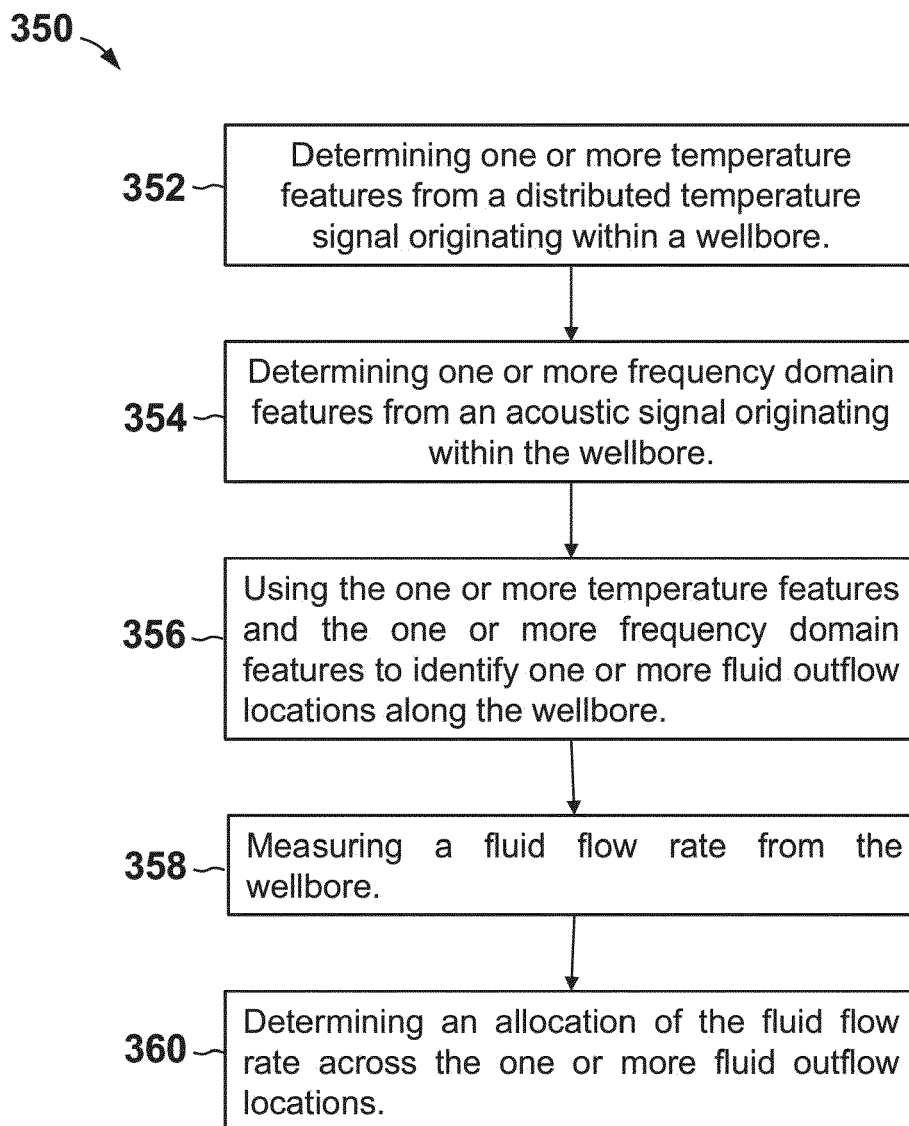 350
352
Determining one or more temperature
features from a distributed temperature
signal originating within a wellbore.
354
Determining one or more frequency domain
features from an acoustic signal originating
within the wellbore.
356
Using the one or more temperature features
and the one or more frequency domain
features to identify one or more fluid outflow
locations along the wellbore.
358
Measuring a fluid flow rate from the
wellbore.
360
Determining an allocation of the fluid flow
rate across the one or more fluid outflow
locations.